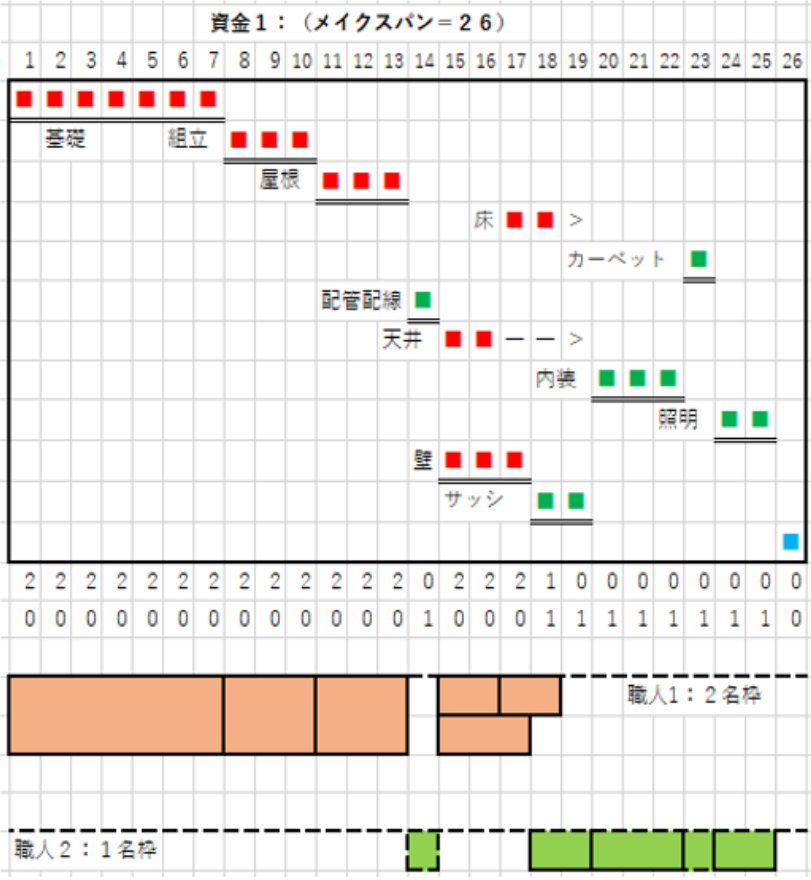 資金１：（メイクスパン＝２６）
1 2 3 4 5 6 7 8 9 10 11 12 13 14 15 16 17 18 19 20 21 22 23 24 25 26
基礎 組立
屋根
床 >
カーペット
配管配線
天井 — — >
内装
照明
壁
サッシ
2 2 2 2 2 2 2 2 2 2 2 2 2 0 2 2 2 1 0 0 0 0 0 0 0 0
0 0 0 0 0 0 0 0 0 0 0 0 0 1 0 0 0 1 1 1 1 1 1 1 1 0
職人1：２名枠
職人２：１名枠